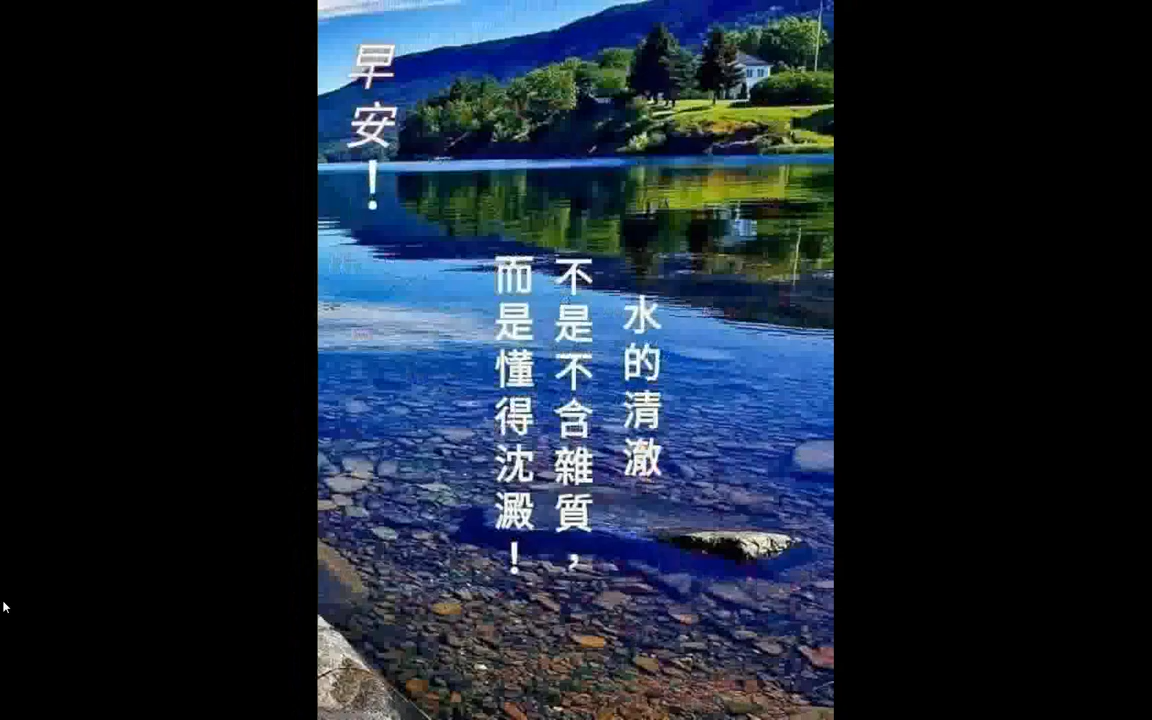 早安！
水的清澈
不是不含雜質，
而是懂得沈澱！